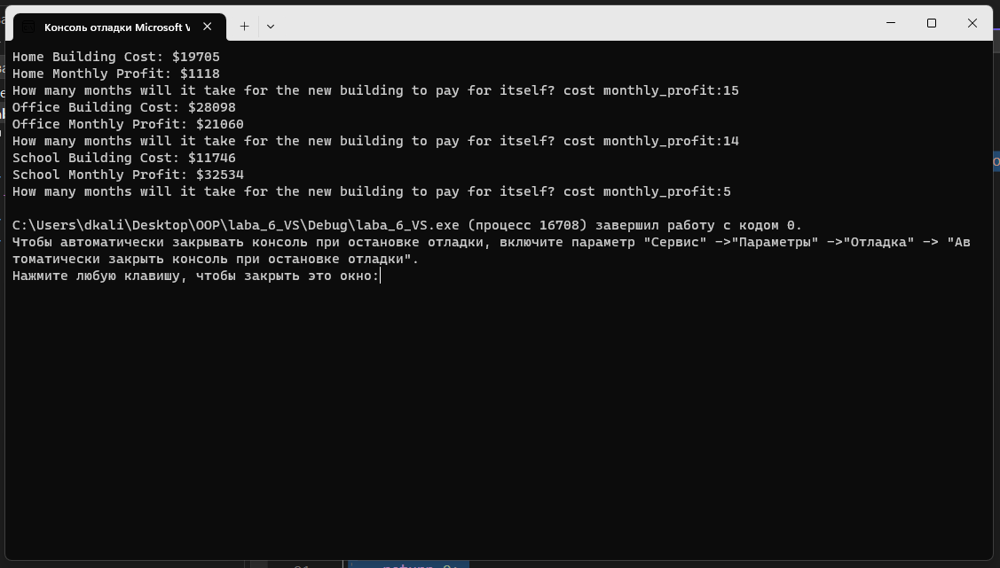 Консоль отладки Microsoft V
Home Building Cost: $19705
Home Monthly Profit: $1118
How many months will it take for the new building to pay for itself? cost monthly_profit:15
Office Building Cost: $28098
Office Monthly Profit: $21060
How many months will it take for the new building to pay for itself? cost monthly_profit:14
School Building Cost: $11746
School Monthly Profit: $32534
How many months will it take for the new building to pay for itself? cost monthly_profit:5
C:\Users\dkali\Desktop\OOP\laba_6_VS\Debug\laba_6_VS.exe (процесс 16708) завершил работу с кодом 0.
Чтобы автоматически закрывать консоль при остановке отладки, включите параметр "Сервис" ->"Параметры" ->"Отладка" -> "Ав
томатически закрыть консоль при остановке отладки".
Нажмите любую клавишу, чтобы закрыть это окно: